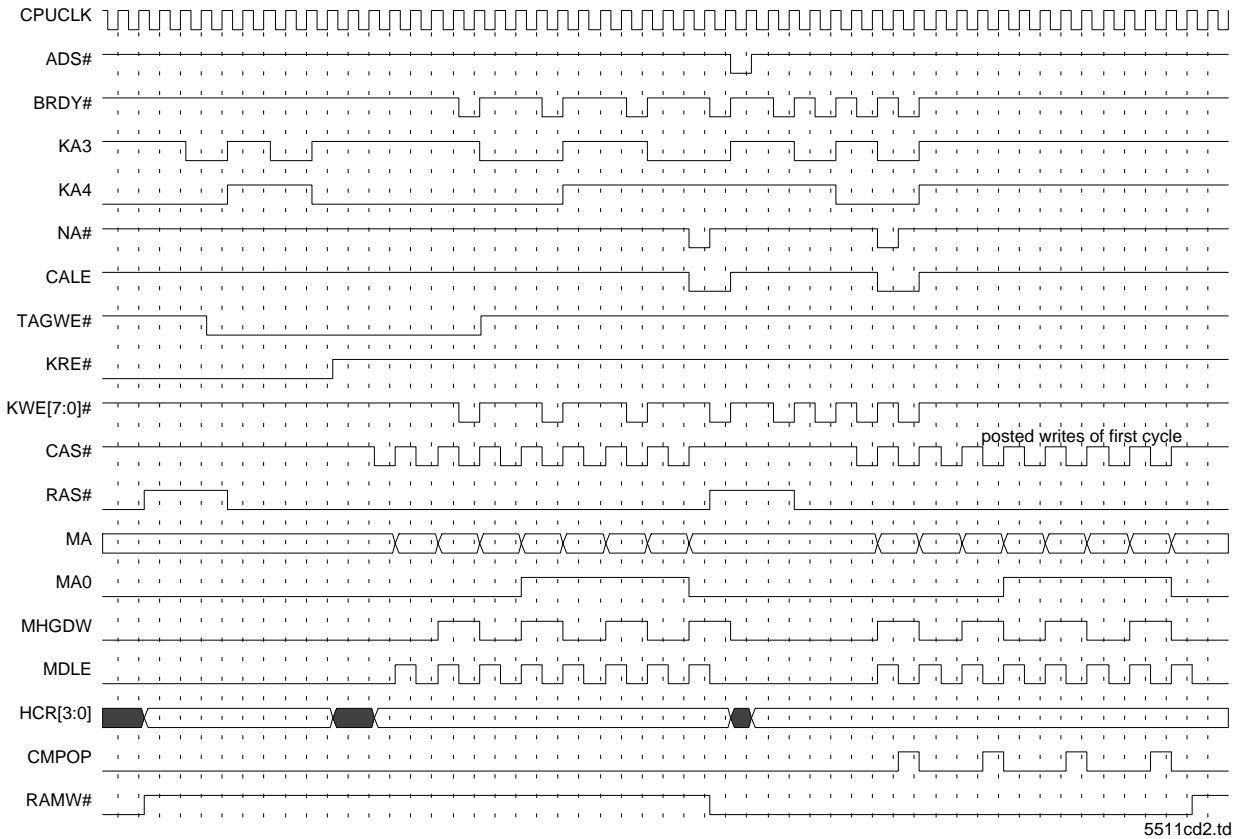 CPUCLK
ADS#
BRDY#
KA3
KA4
NA#
CALE
TAGWE#
KRE#
KWE[7:0]#
posted writes of first cycle
CAS#
RAS#
MA
MA0
MHGDW
MDLE
HCR[3:0]
CMPOP
RAMW#
5511cd2.td